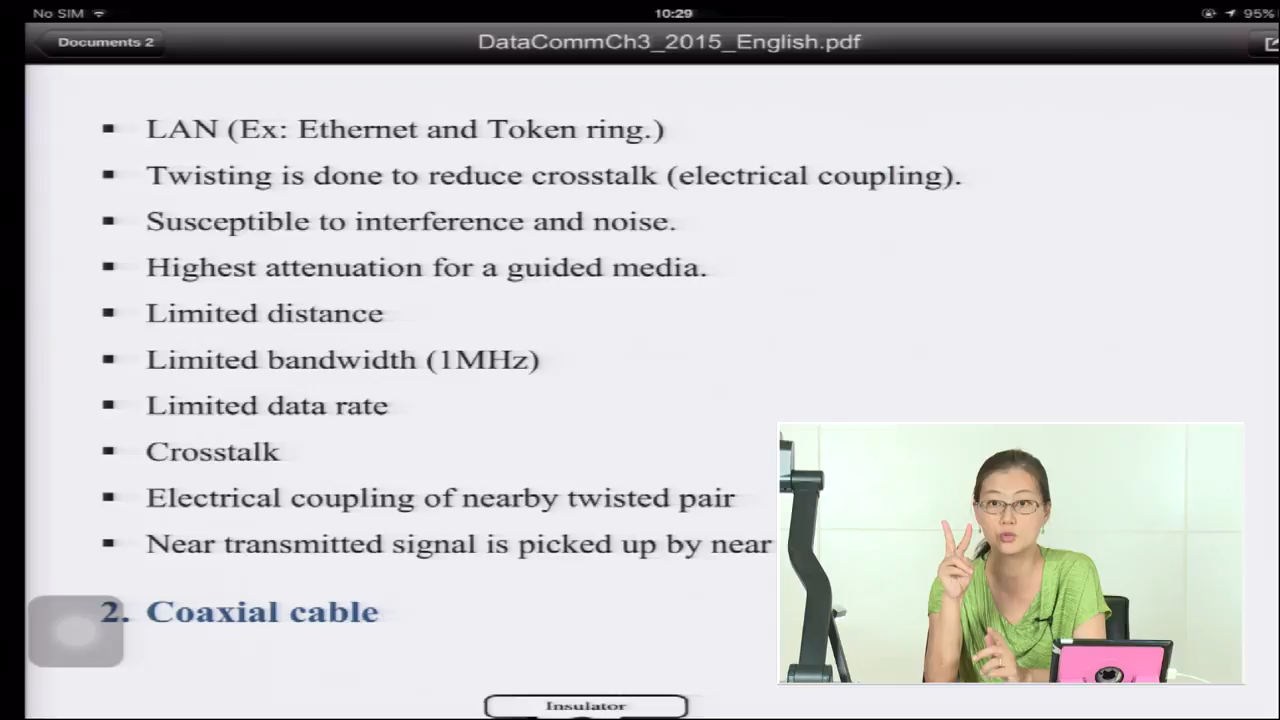 No SIM 10:29 95%
Documents 2 DataCommCh3_2015_English.pdf
▪ LAN (Ex: Ethernet and Token ring.)
▪ Twisting is done to reduce crosstalk (electrical coupling).
▪ Susceptible to interference and noise.
▪ Highest attenuation for a guided media.
▪ Limited distance
▪ Limited bandwidth (1MHz)
▪ Limited data rate
▪ Crosstalk
▪ Electrical coupling of nearby twisted pair
▪ Near transmitted signal is picked up by near
2. Coaxial cable
Insulator